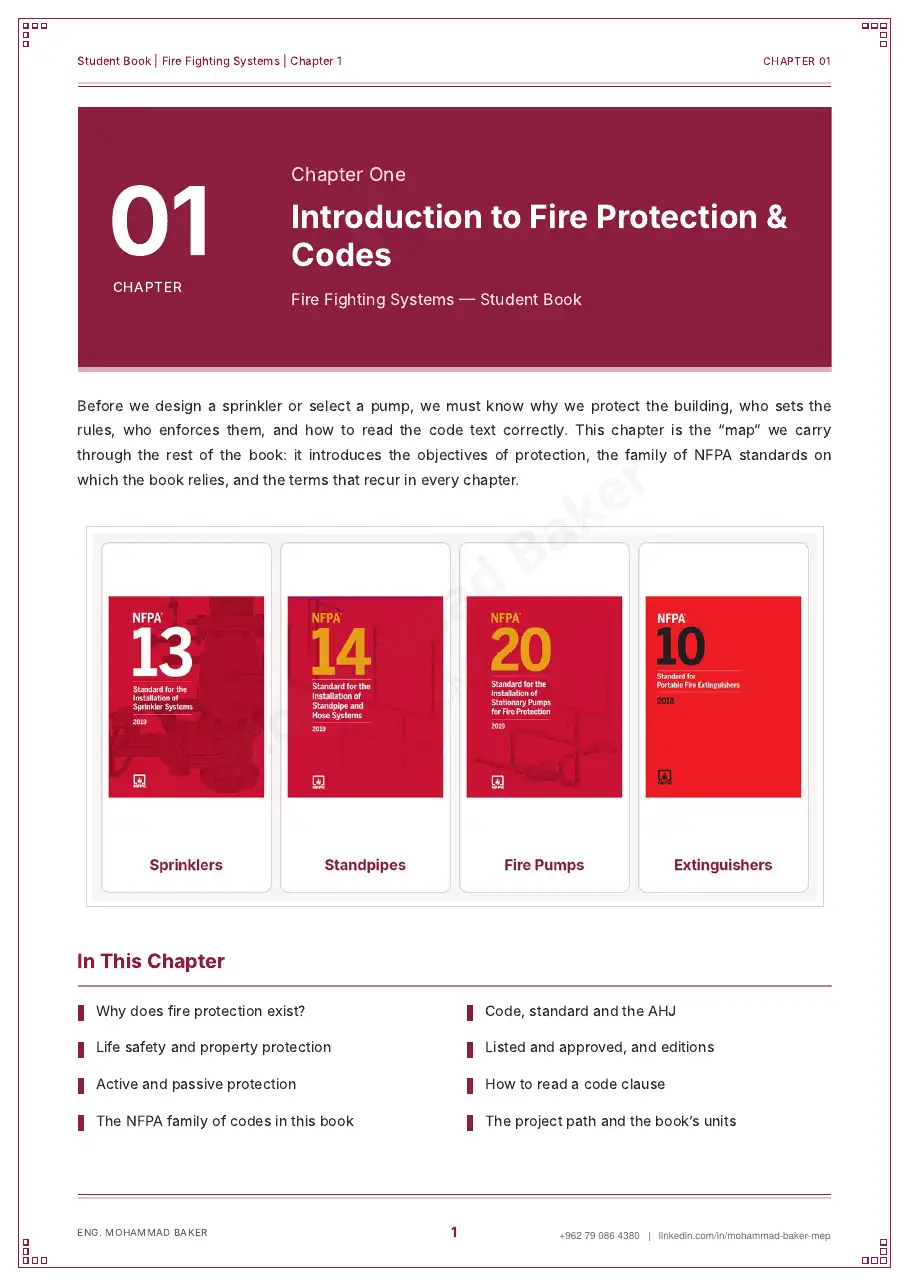 Student Book | Fire Fighting Systems | Chapter 1
CHAPTER 01
01
CHAPTER
Chapter One
Introduction to Fire Protection &
Codes
Fire Fighting Systems — Student Book
Before we design a sprinkler or select a pump, we must know why we protect the building, who sets the
rules, who enforces them, and how to read the code text correctly. This chapter is the “map” we carry
through the rest of the book: it introduces the objectives of protection, the family of NFPA standards on
which the book relies, and the terms that recur in every chapter.
NFPA
13
Standard for the
Installation of
Sprinkler Systems
2019
NFPA
Sprinklers
NFPA
14
Standard for the
Installation of
Standpipe and
Hose Systems
2019
NFPA
Standpipes
NFPA
20
Standard for the
Installation of
Stationary Pumps
for Fire Protection
2019
NFPA
Fire Pumps
NFPA
10
Standard for
Portable Fire Extinguishers
2018
NFPA
Extinguishers
In This Chapter
Why does fire protection exist?
Life safety and property protection
Active and passive protection
The NFPA family of codes in this book
Code, standard and the AHJ
Listed and approved, and editions
How to read a code clause
The project path and the book’s units
ENG. MOHAMMAD BAKER
1
+962 79 086 4380 | linkedin.com/in/mohammad-baker-mep